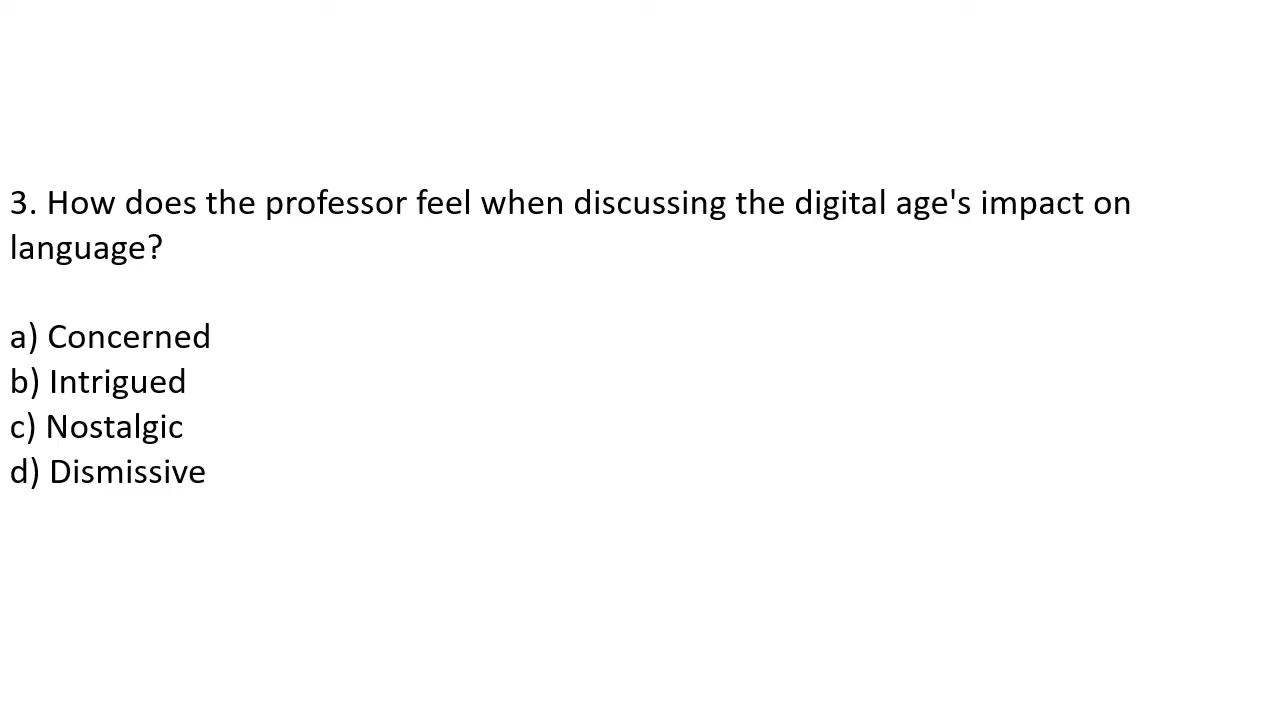 3. How does the professor feel when discussing the digital age's impact on
language?
a) Concerned
b) Intrigued
c) Nostalgic
d) Dismissive